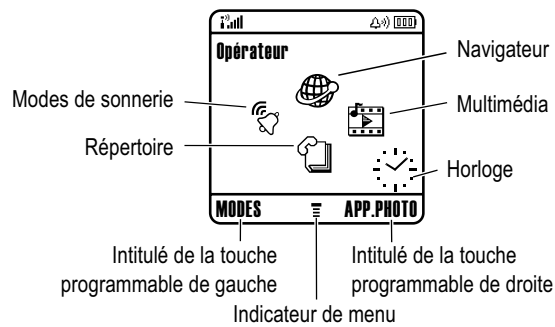 Opérateur
Navigateur
Modes de sonnerie
Multimédia
Répertoire
Horloge
MODES
APP.PHOTO
Intitulé de la touche
programmable de gauche
Intitulé de la touche
programmable de droite
Indicateur de menu